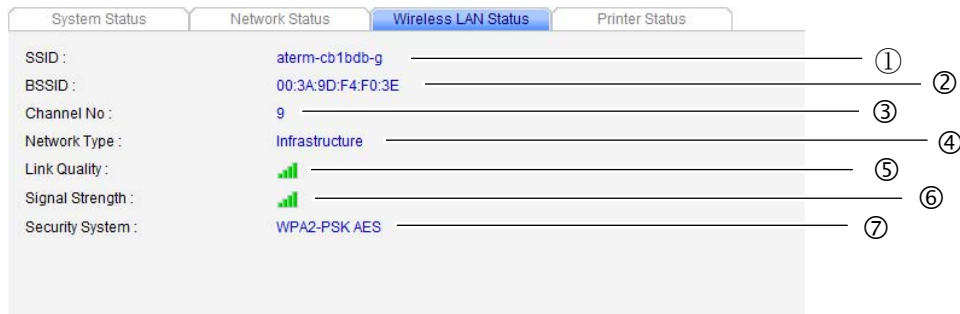 System Status Network Status Wireless LAN Status Printer Status
SSID : aterm-cb1bdb-g ①
BSSID : 00:3A:9D:F4:F0:3E ②
Channel No : 9 ③
Network Type : Infrastructure ④
Link Quality : ⑤
Signal Strength : ⑥
Security System : WPA2-PSK AES ⑦